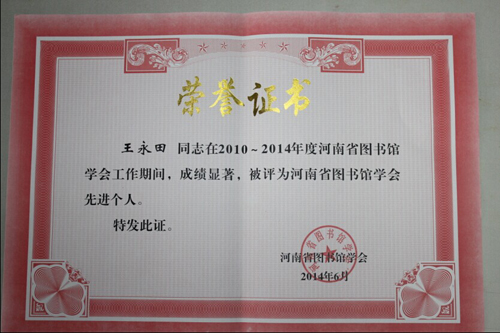 荣誉证书
王永田 同志在2010~2014年度河南省图书馆
学会工作期间，成绩显著，被评为河南省图书馆学会
先进个人。
特发此证。
河南省图书馆学会
2014年6月